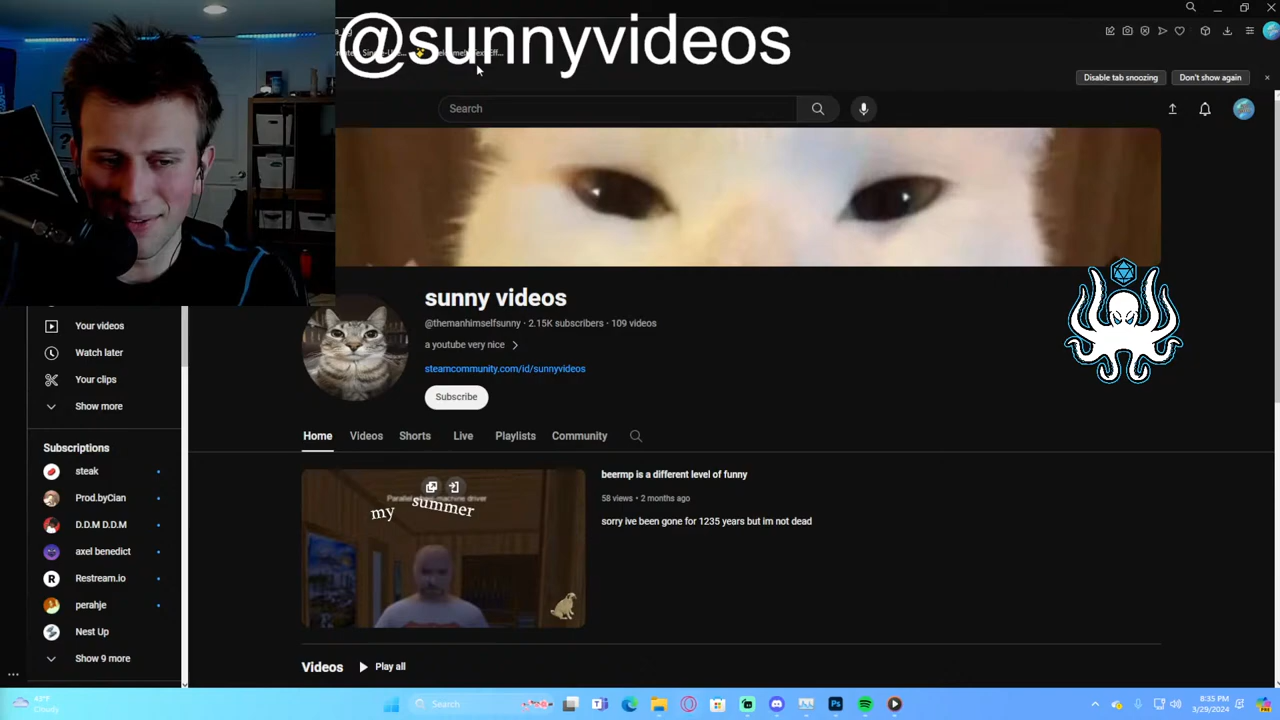 @sunnyvideos
Disable tab snoozing
Don't show again
Search
sunny videos
@themanhimselfsunny · 2.15K subscribers · 109 videos
a youtube very nice
steamcommunity.com/id/sunnyvideos
Subscribe
Your videos
Watch later
Your clips
Show more
Home
Videos
Shorts
Live
Playlists
Community
Subscriptions
steak
Prod.byCian
D.D.M D.D.M
axel benedict
Restream.io
perahje
Nest Up
Show 9 more
my summer
beermp is a different level of funny
58 views • 2 months ago
sorry ive been gone for 1235 years but im not dead
Videos
Play all
43°F
Cloudy
Search
8:35 PM
3/29/2024